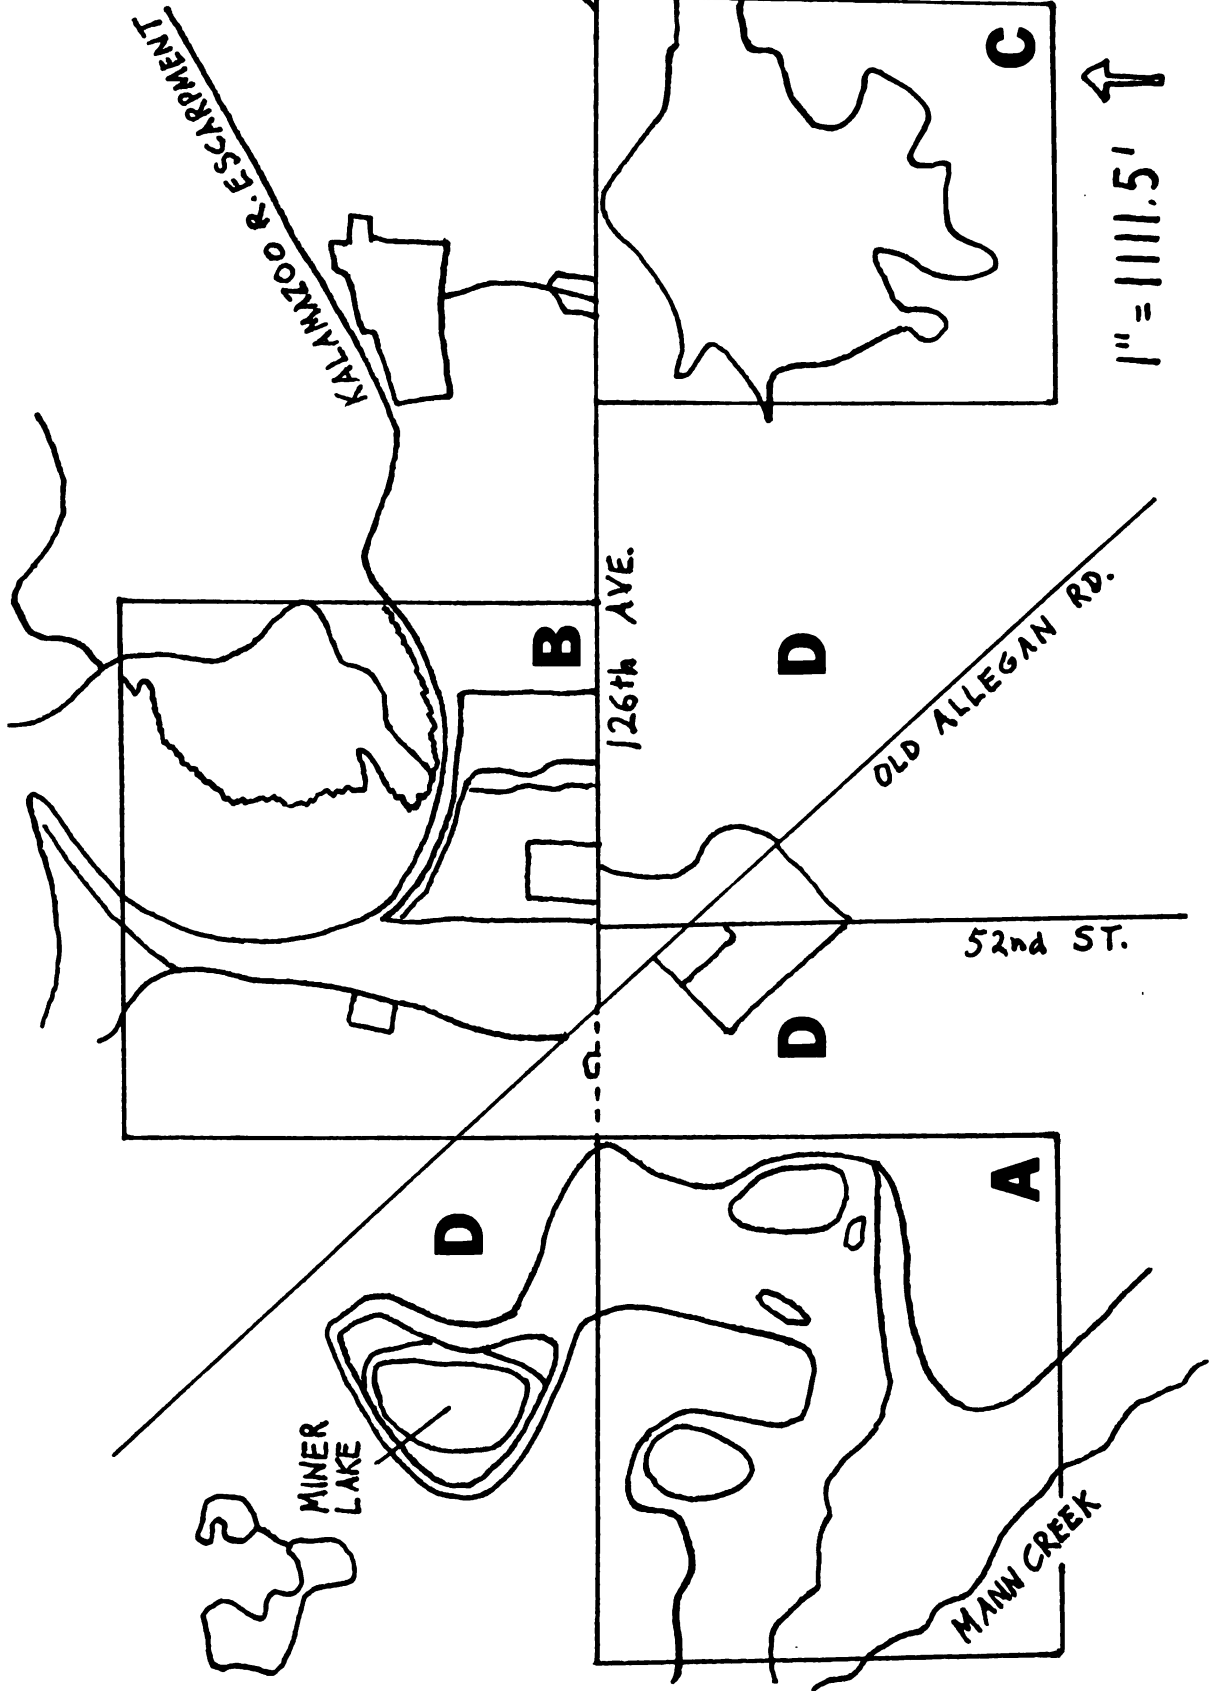 KALAMAZOO R. ESCARPMENT
C
1" = 1111.5'
B
126th AVE.
D
OLD ALLEGAN RD.
52nd ST.
D
D
A
MINER
LAKE
MANN CREEK